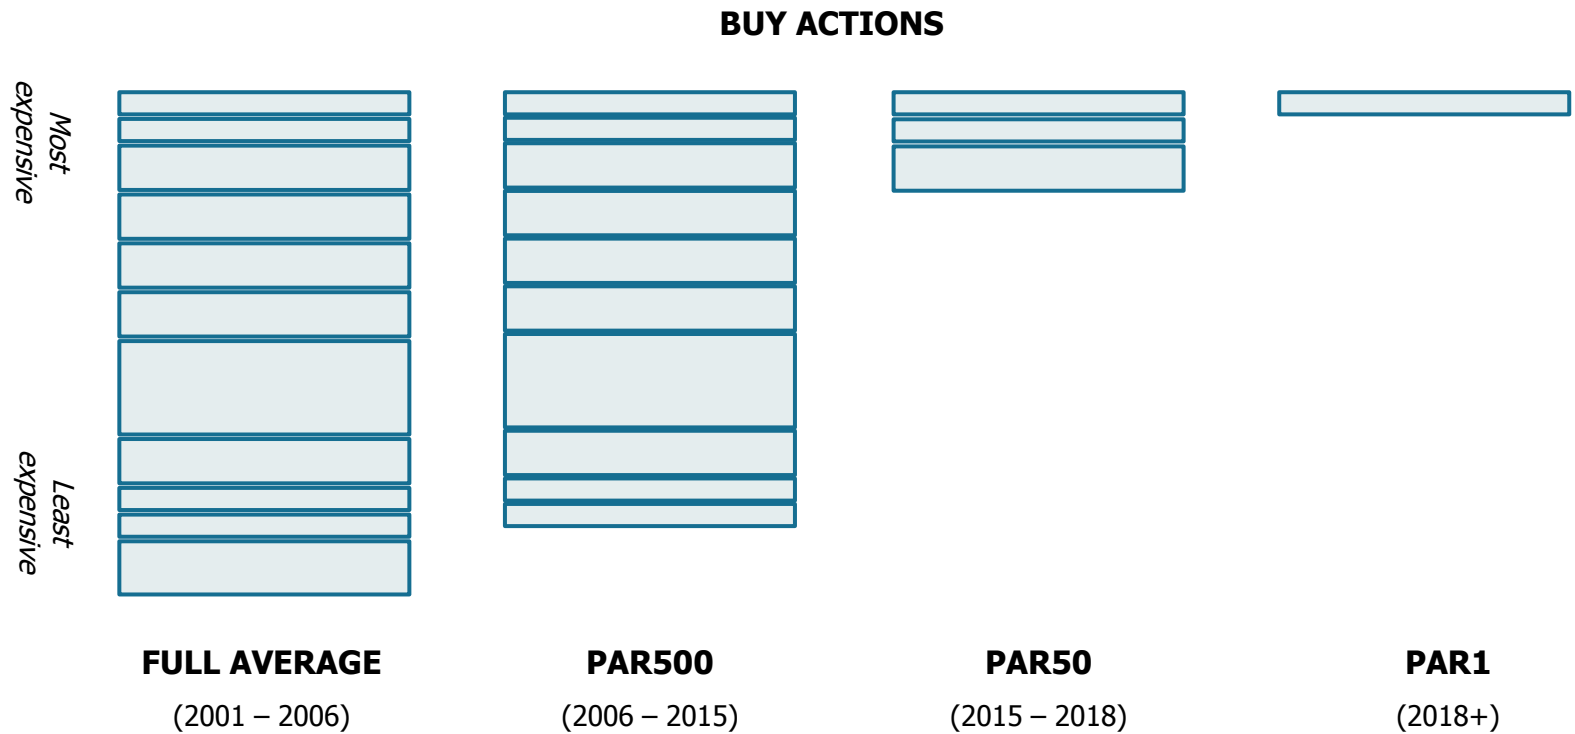 BUY ACTIONS
Most
expensive
Least
expensive
FULL AVERAGE
(2001 – 2006)
PAR500
(2006 – 2015)
PAR50
(2015 – 2018)
PAR1
(2018+)